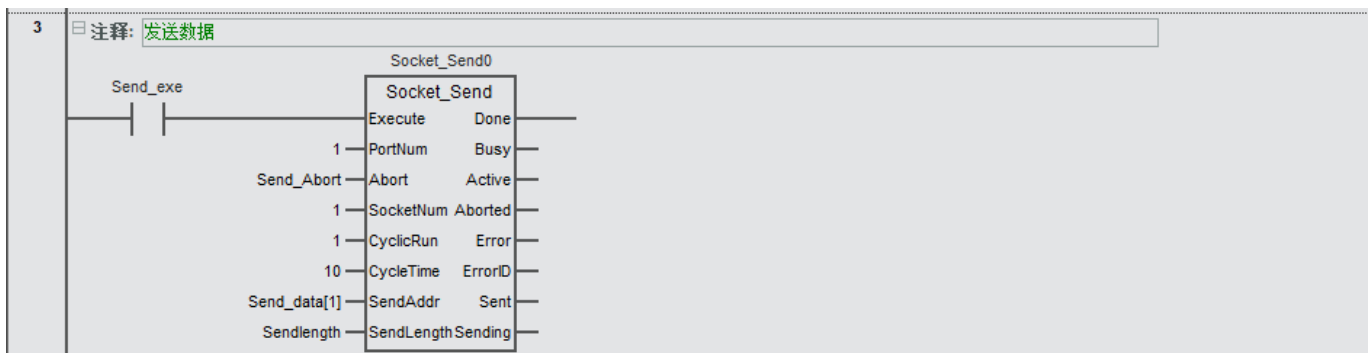 3 注释: 发送数据
Socket_Send0
Send_exe Socket_Send
Execute Done
1 PortNum Busy
Send_Abort Abort Active
1 SocketNum Aborted
1 CyclicRun Error
10 CycleTime ErrorID
Send_data[1] SendAddr Sent
Sendlength SendLength Sending